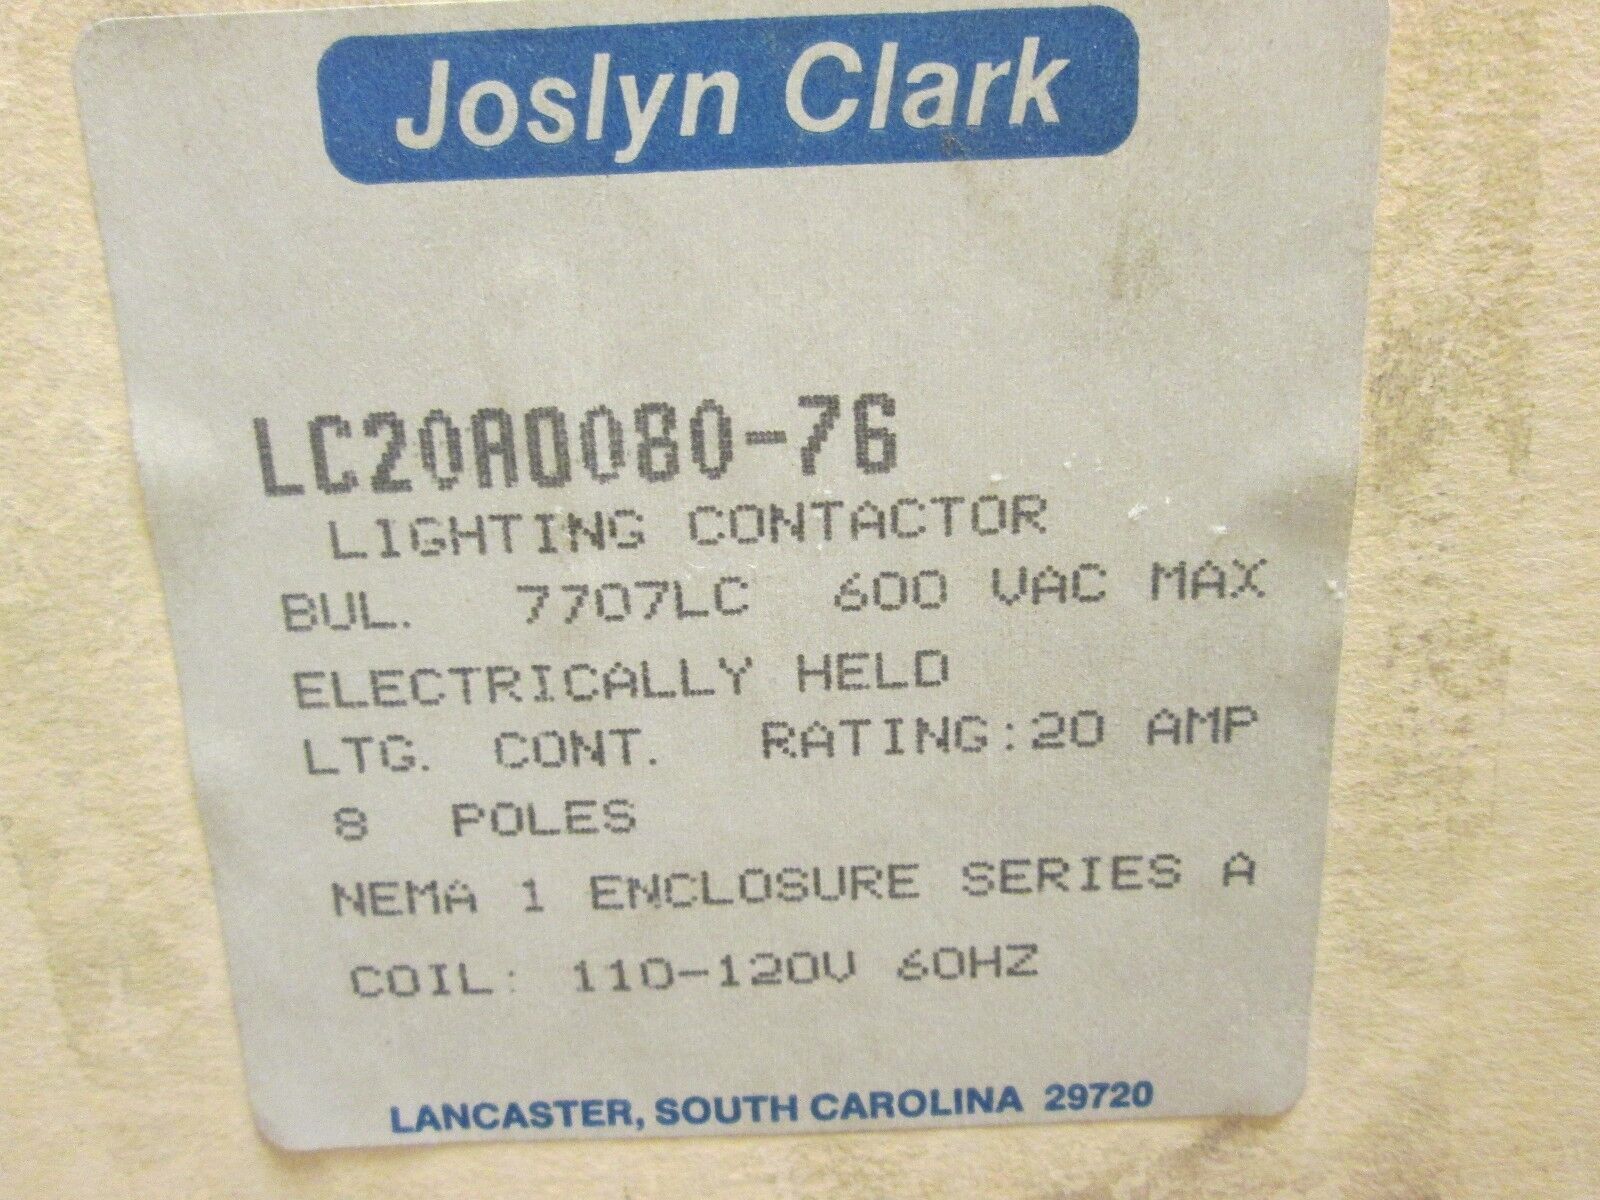 Joslyn Clark
LC20A0080-76
LIGHTING CONTACTOR
BUL. 7707LC 600 VAC MAX
ELECTRICALLY HELD
LTG. CONT. RATING:20 AMP
8 POLES
NEMA 1 ENCLOSURE SERIES A
COIL: 110-120V 60HZ
LANCASTER, SOUTH CAROLINA 29720